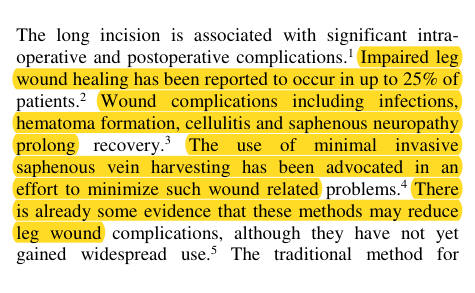 The long incision is associated with significant intra-
operative and postoperative complications.¹ Impaired leg
wound healing has been reported to occur in up to 25% of
patients.² Wound complications including infections,
hematoma formation, cellulitis and saphenous neuropathy
prolong recovery.³ The use of minimal invasive
saphenous vein harvesting has been advocated in an
effort to minimize such wound related problems.⁴ There
is already some evidence that these methods may reduce
leg wound complications, although they have not yet
gained widespread use.⁵ The traditional method for